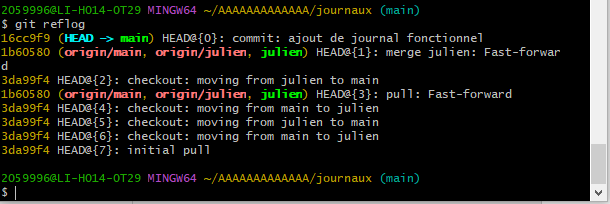 2059996@LI-H014-OT29 MINGW64 ~/AAAAAAAAAAAAA/journaux (main)
$ git reflog
16cc9f9 (HEAD -> main) HEAD@{0}: commit: ajout de journal fonctionnel
1b60580 (origin/main, origin/julien, julien) HEAD@{1}: merge julien: Fast-forwar
d
3da99f4 HEAD@{2}: checkout: moving from julien to main
1b60580 (origin/main, origin/julien, julien) HEAD@{3}: pull: Fast-forward
3da99f4 HEAD@{4}: checkout: moving from main to julien
3da99f4 HEAD@{5}: checkout: moving from julien to main
3da99f4 HEAD@{6}: checkout: moving from main to julien
3da99f4 HEAD@{7}: initial pull
2059996@LI-H014-OT29 MINGW64 ~/AAAAAAAAAAAAA/journaux (main)
$